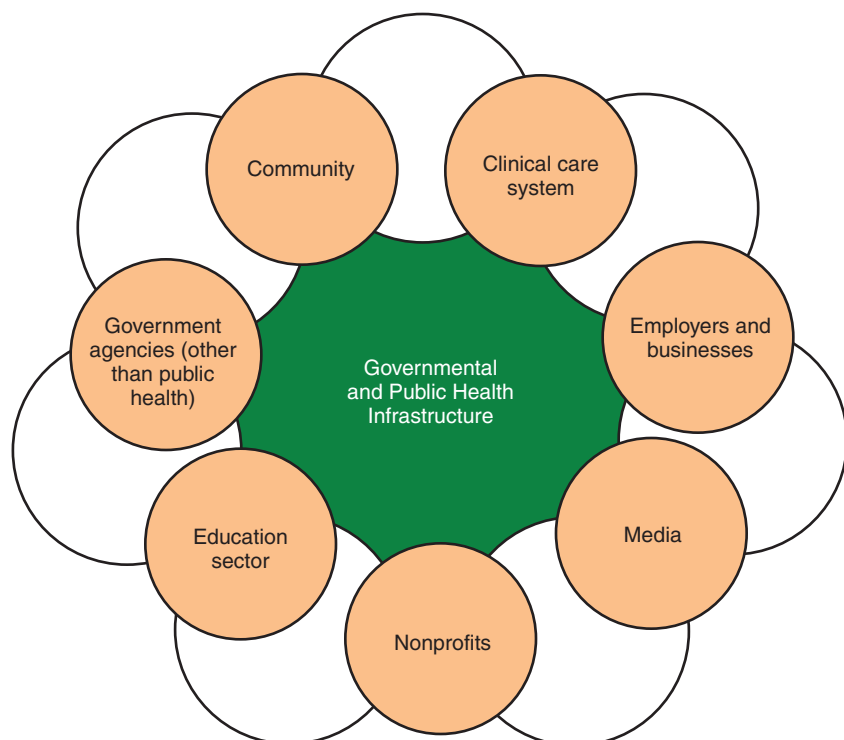 Community
Clinical care
system
Government
agencies (other
than public
health)
Governmental
and Public Health
Infrastructure
Employers and
businesses
Education
sector
Media
Nonprofits